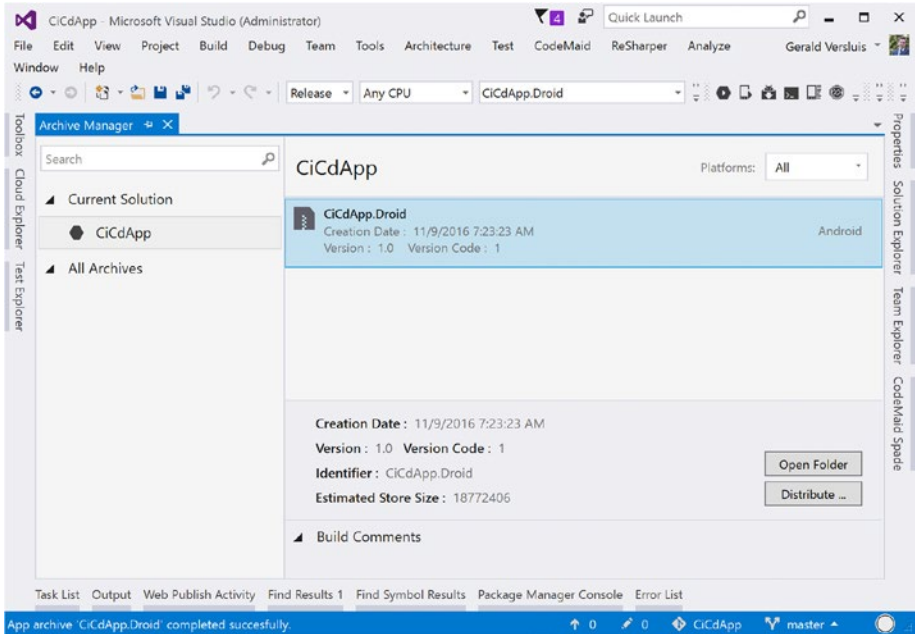 CiCdApp - Microsoft Visual Studio (Administrator)
4
Quick Launch
File Edit View Project Build Debug Team Tools Architecture Test CodeMaid ReSharper Analyze Gerald Versluis
Window Help
Release Any CPU CiCdApp.Droid
Toolbox
Cloud Explorer
Test Explorer
Archive Manager
Search
Current Solution
CiCdApp
All Archives
CiCdApp
Platforms: All
CiCdApp.Droid
Creation Date : 11/9/2016 7:23:23 AM
Version : 1.0 Version Code : 1
Android
Creation Date : 11/9/2016 7:23:23 AM
Version : 1.0 Version Code : 1
Identifier : CiCdApp.Droid
Estimated Store Size : 18772406
Open Folder
Distribute ...
Build Comments
Properties
Solution Explorer
Team Explorer
CodeMaid Spade
Task List Output Web Publish Activity Find Results 1 Find Symbol Results Package Manager Console Error List
App archive 'CiCdApp.Droid' completed succesfully. 0 0 CiCdApp master